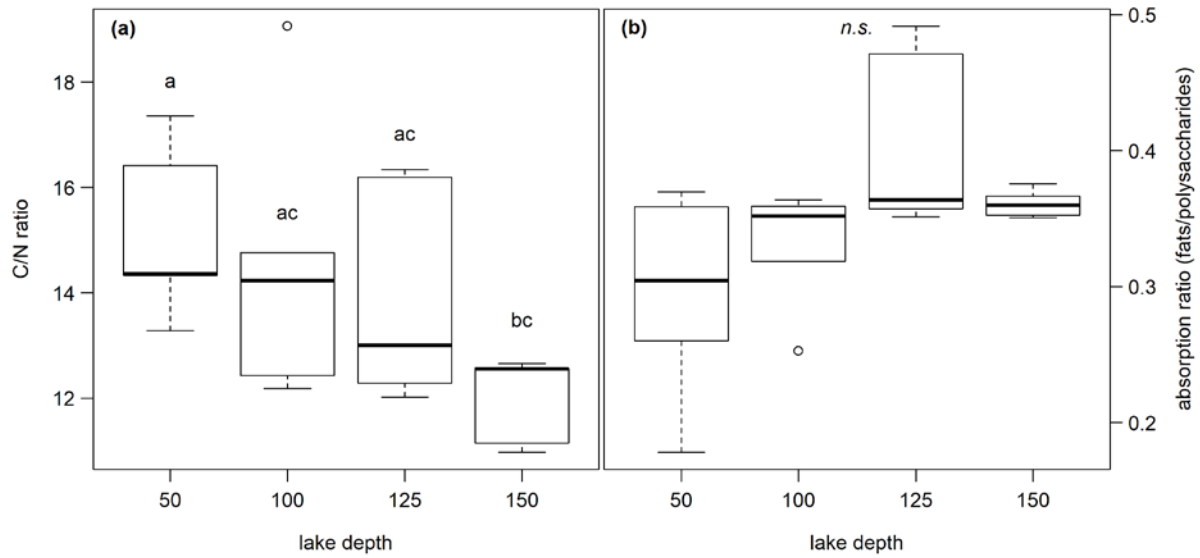 (a)
a
ac
ac
bc
18
16
14
12
C/N ratio
50 100 125 150
lake depth
(b)
n.s.
0.5
0.4
0.3
0.2
absorption ratio (fats/polysaccharides)
50 100 125 150
lake depth